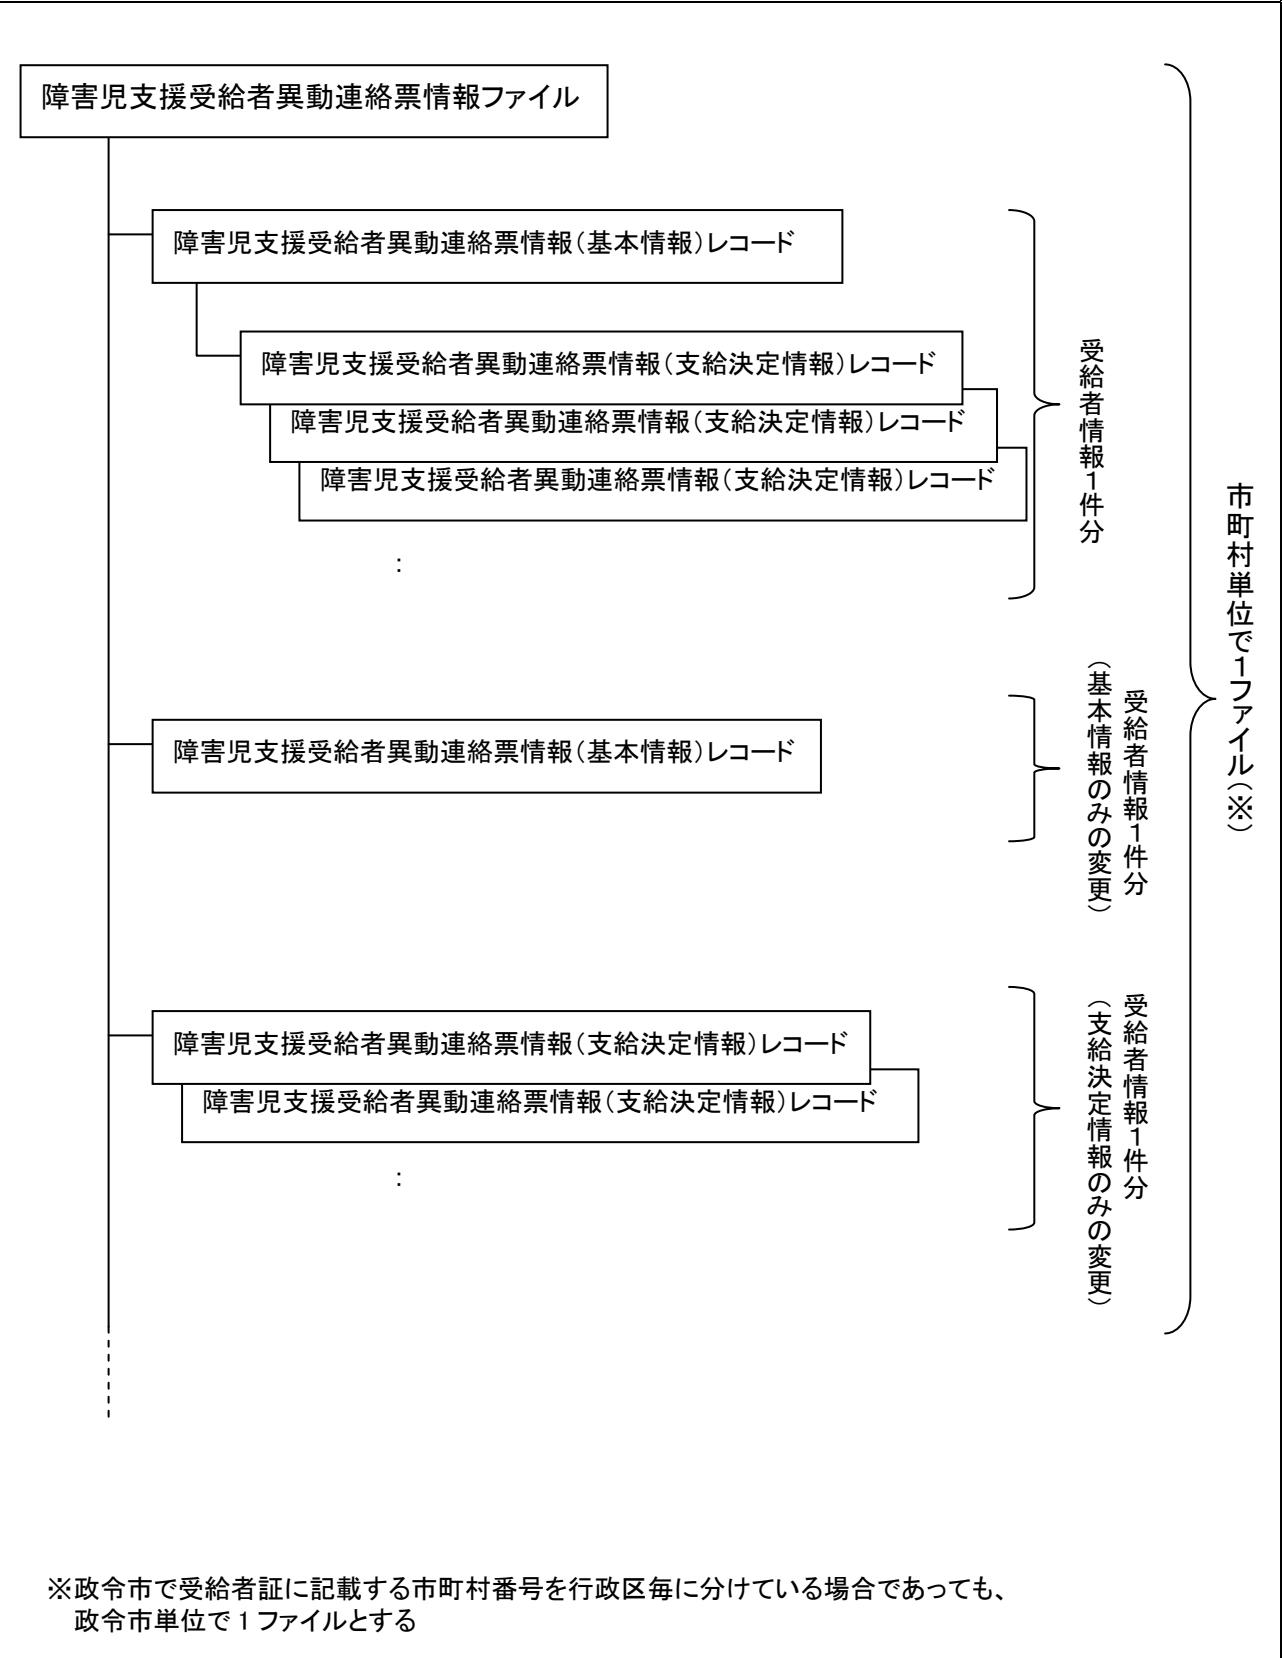 障害児支援受給者異動連絡票情報ファイル
障害児支援受給者異動連絡票情報（基本情報）レコード
障害児支援受給者異動連絡票情報（支給決定情報）レコード
障害児支援受給者異動連絡票情報（支給決定情報）レコード
障害児支援受給者異動連絡票情報（支給決定情報）レコード
：
受給者情報１件分
障害児支援受給者異動連絡票情報（基本情報）レコード
受給者情報１件分
（基本情報のみの変更）
障害児支援受給者異動連絡票情報（支給決定情報）レコード
障害児支援受給者異動連絡票情報（支給決定情報）レコード
：
受給者情報１件分
（支給決定情報のみの変更）
市町村単位で１ファイル（※）
※政令市で受給者証に記載する市町村番号を行政区毎に分けている場合であっても、
政令市単位で１ファイルとする